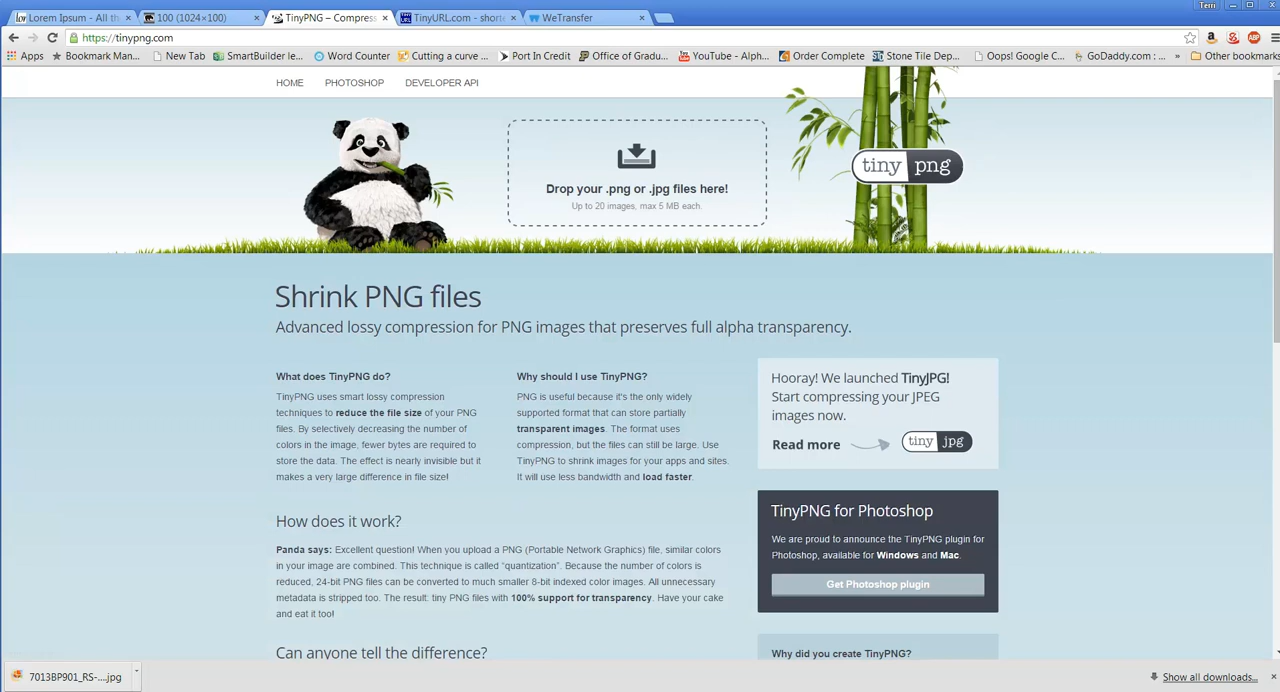 Terri
Lorem Ipsum - All th
100 (1024×100)
TinyPNG – Compress
TinyURL.com - shorte
WeTransfer
https://tinypng.com
Apps
Bookmark Man...
New Tab
SmartBuilder le...
Word Counter
Cutting a curve ...
Port In Credit
Office of Gradu...
YouTube - Alph...
Order Complete
Stone Tile Dep...
Oops! Google C...
GoDaddy.com : ...
»
Other bookmarks
HOME
PHOTOSHOP
DEVELOPER API
Drop your .png or .jpg files here!
Up to 20 images, max 5 MB each.
tiny png
Shrink PNG files
Advanced lossy compression for PNG images that preserves full alpha transparency.
What does TinyPNG do?
TinyPNG uses smart lossy compression
techniques to reduce the file size of your PNG
files. By selectively decreasing the number of
colors in the image, fewer bytes are required to
store the data. The effect is nearly invisible but it
makes a very large difference in file size!
Why should I use TinyPNG?
PNG is useful because it's the only widely
supported format that can store partially
transparent images. The format uses
compression, but the files can still be large. Use
TinyPNG to shrink images for your apps and sites.
It will use less bandwidth and load faster.
Hooray! We launched TinyJPG!
Start compressing your JPEG
images now.
Read more
tiny jpg
How does it work?
Panda says: Excellent question! When you upload a PNG (Portable Network Graphics) file, similar colors
in your image are combined. This technique is called “quantization”. Because the number of colors is
reduced, 24-bit PNG files can be converted to much smaller 8-bit indexed color images. All unnecessary
metadata is stripped too. The result: tiny PNG files with 100% support for transparency. Have your cake
and eat it too!
TinyPNG for Photoshop
We are proud to announce the TinyPNG plugin for
Photoshop, available for Windows and Mac.
Get Photoshop plugin
Can anyone tell the difference?
Why did you create TinyPNG?
7013BP901_RS-....jpg
Show all downloads...